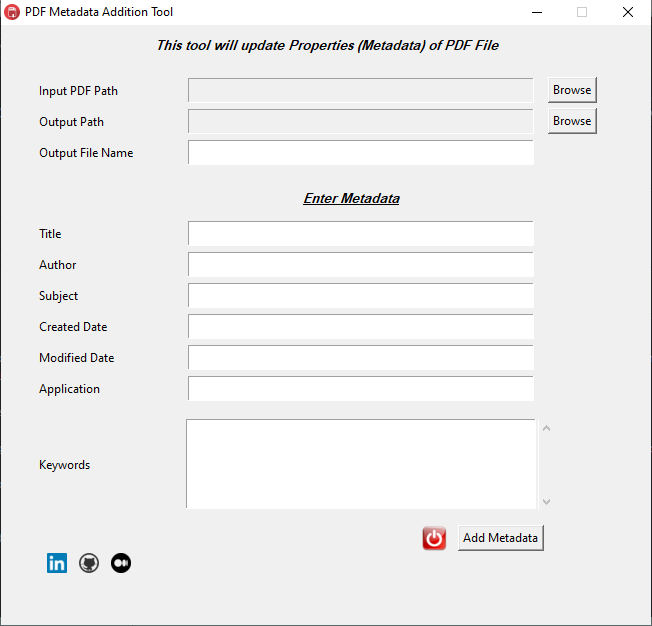 PDF Metadata Addition Tool
This tool will update Properties (Metadata) of PDF File
Input PDF Path
Browse
Output Path
Browse
Output File Name
Enter Metadata
Title
Author
Subject
Created Date
Modified Date
Application
Keywords
Add Metadata
in